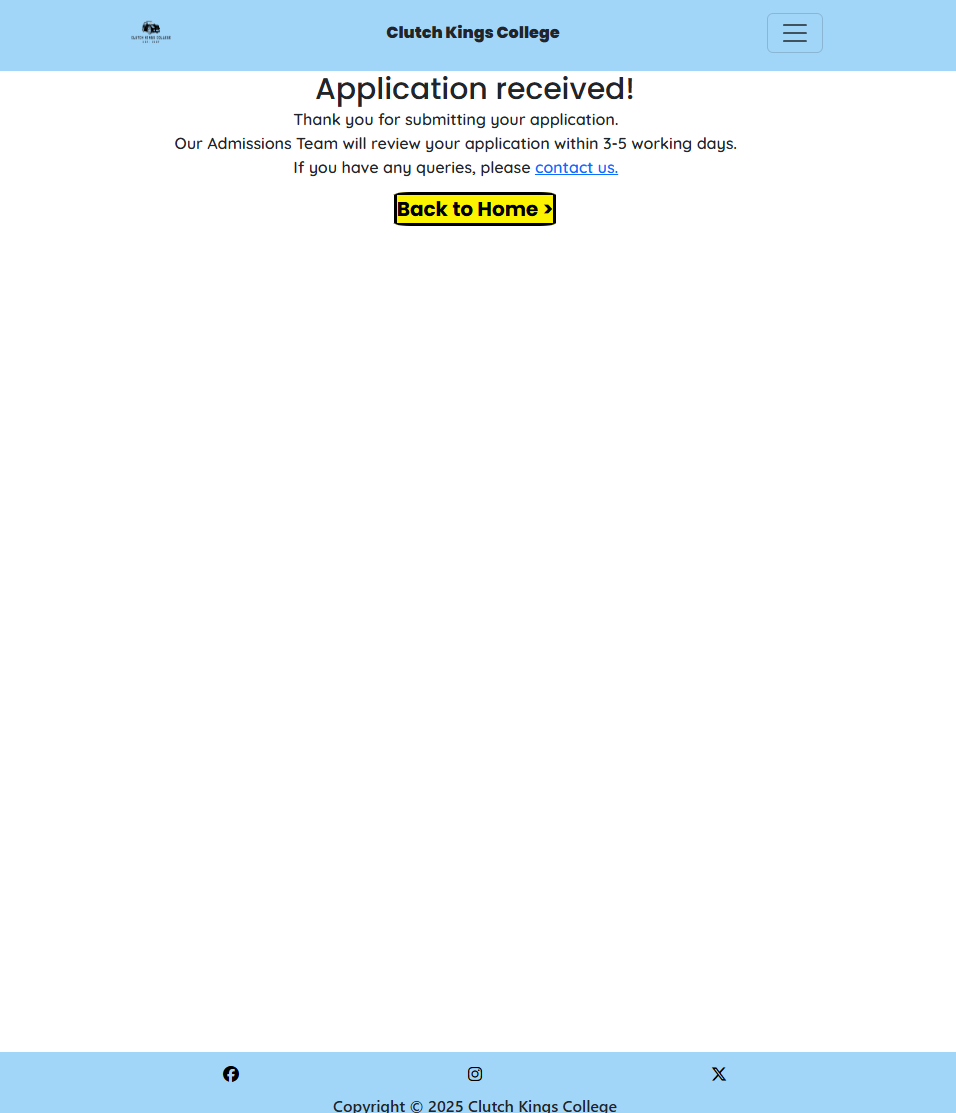 CLUTCH KINGS COLLEGE
Clutch Kings College
Application received!
Thank you for submitting your application.
Our Admissions Team will review your application within 3-5 working days.
If you have any queries, please contact us.
Back to Home >
Copyright © 2025 Clutch Kings College